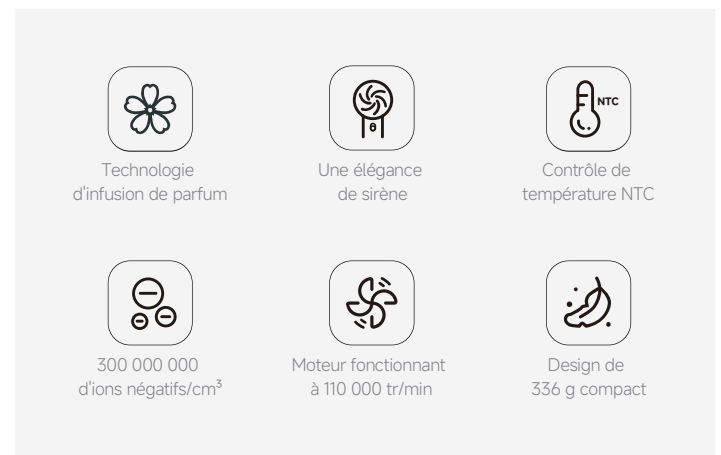 NTC
Technologie
d'infusion de parfum
Une élégance
de sirène
Contrôle de
température NTC
300 000 000
d'ions négatifs/cm³
Moteur fonctionnant
à 110 000 tr/min
Design de
336 g compact